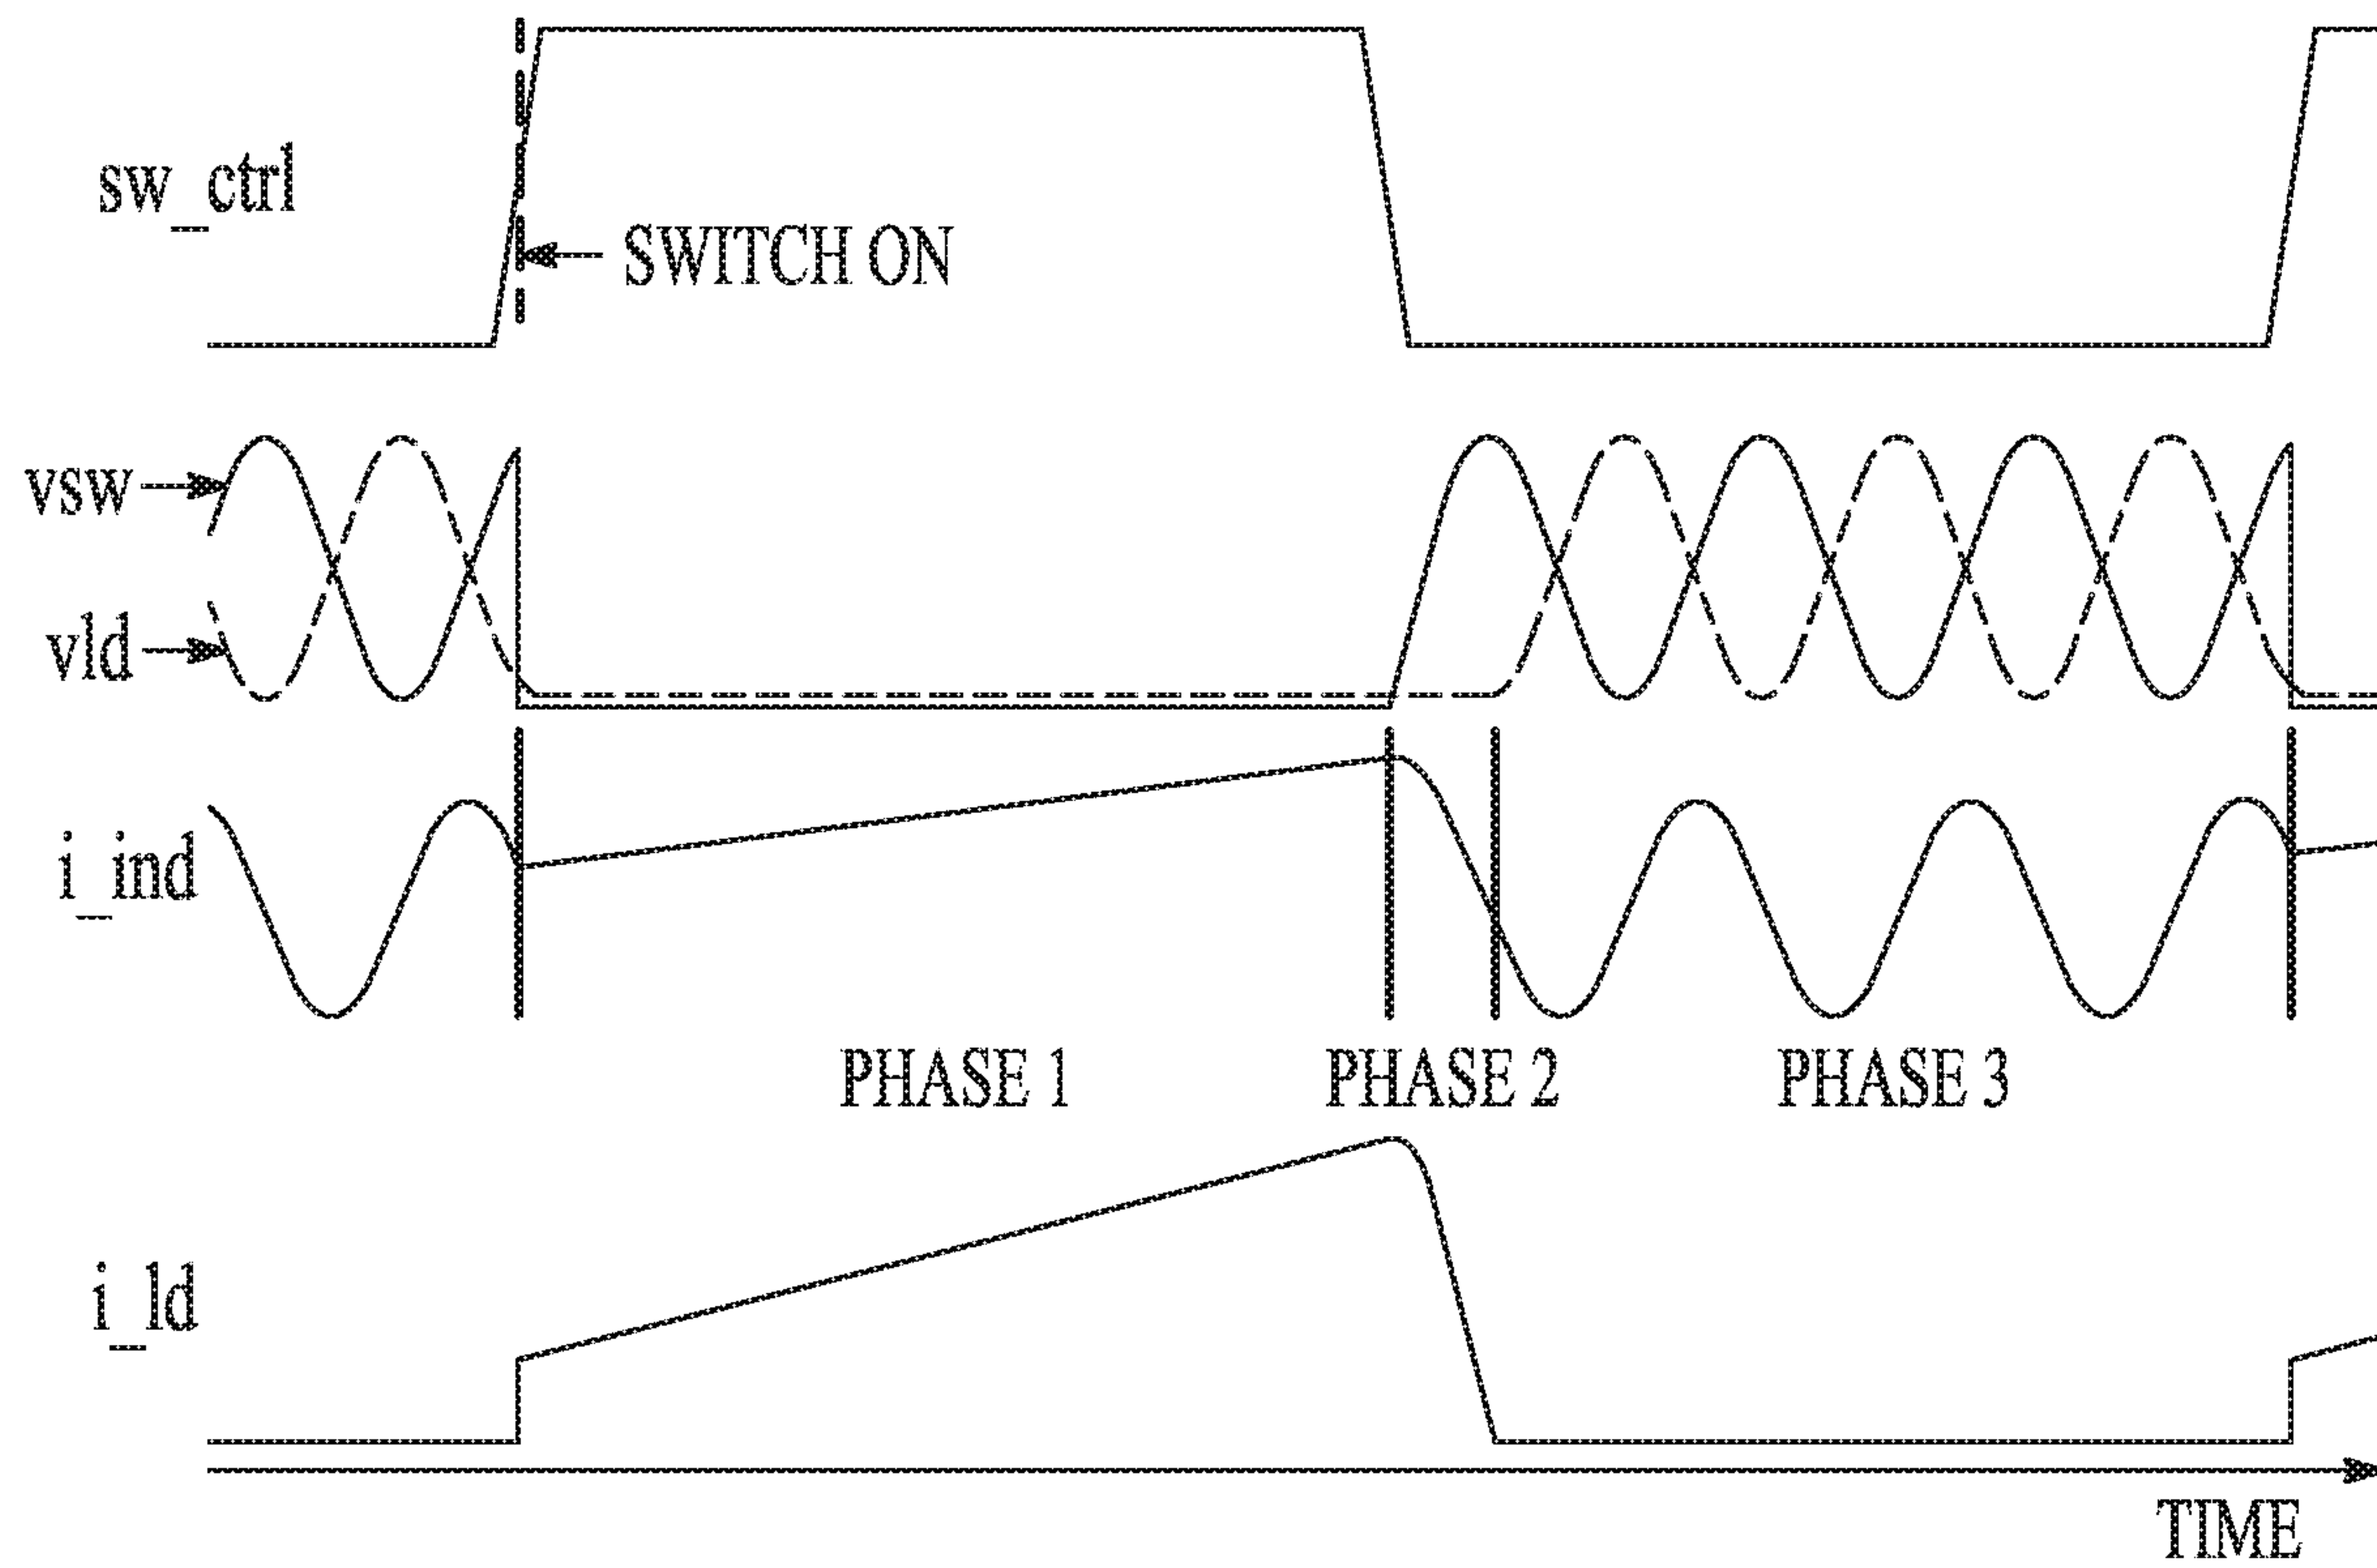 sw_ctrl
SWITCH ON
vsw
vld
i_ind
PHASE 1
PHASE 2
PHASE 3
i_ld
TIME